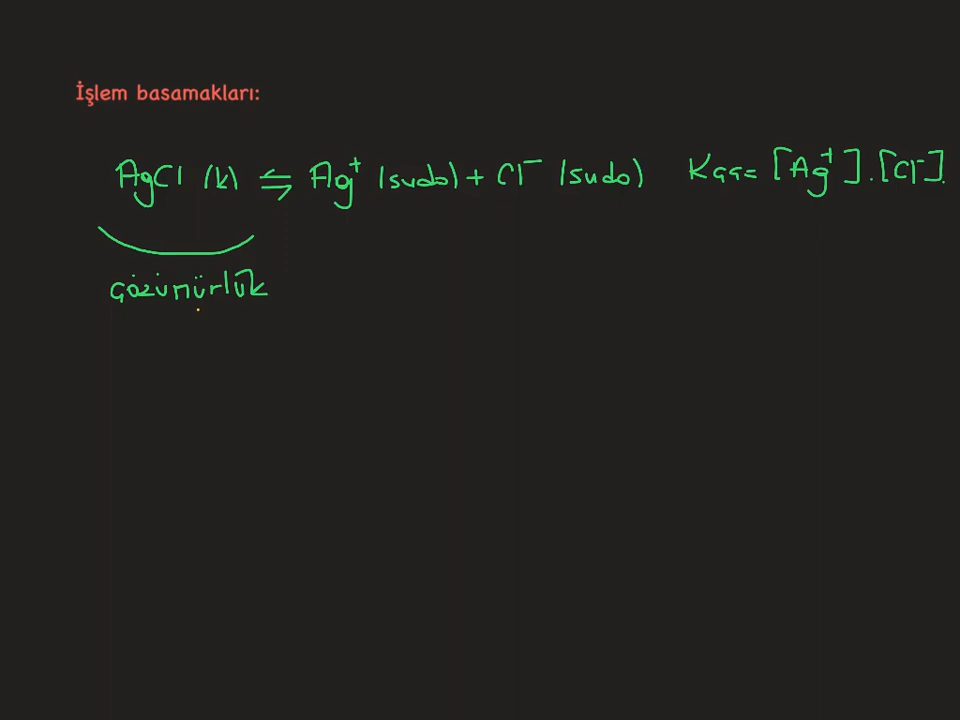 İşlem basamakları:
AgCl (k) ⇌ Ag⁺ (suda) + Cl⁻ (suda) Kçç= [Ag⁺].[Cl⁻].
çözünürlük